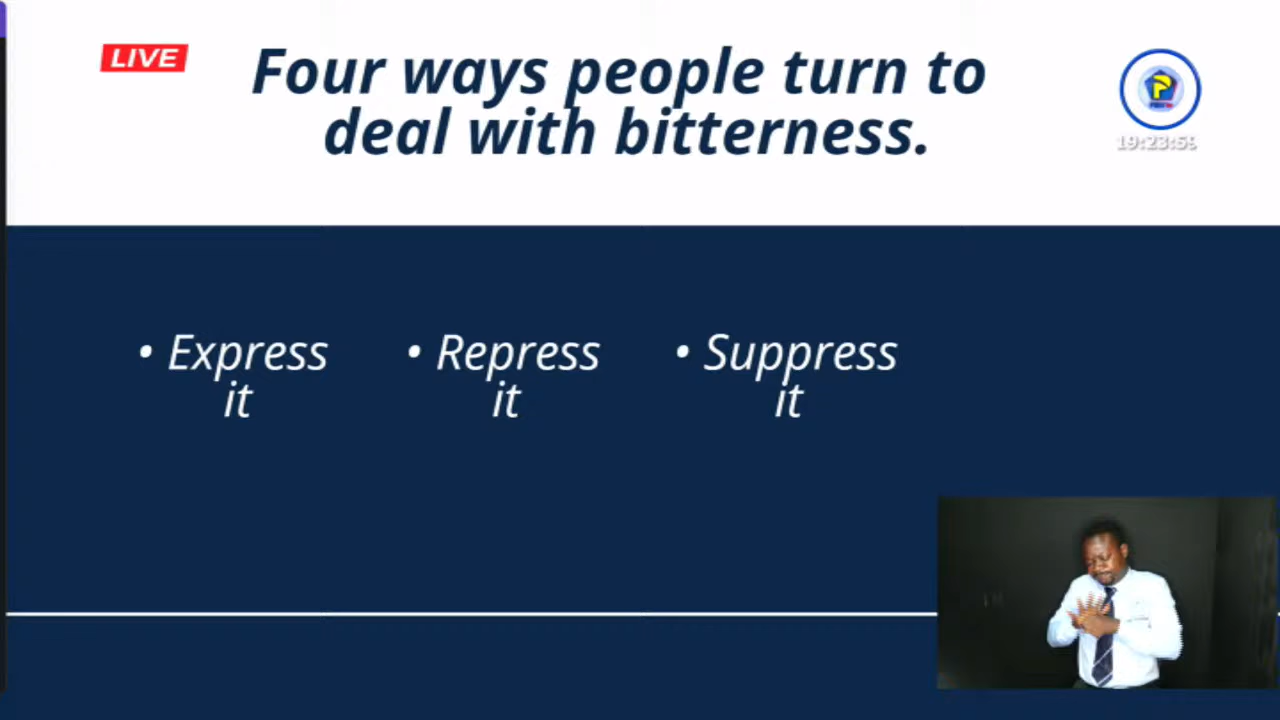 LIVE
Four ways people turn to
deal with bitterness.
• Express
it
• Repress
it
• Suppress
it